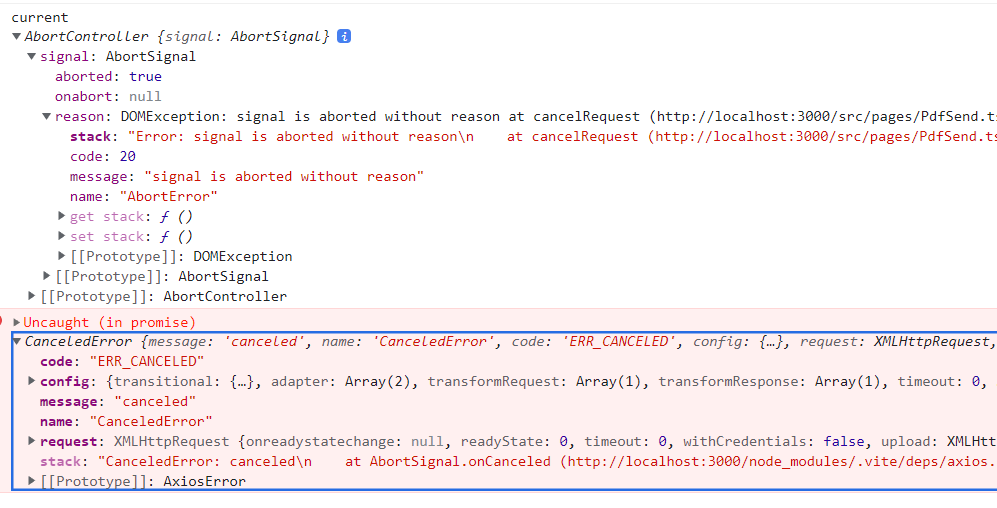 current
AbortController {signal: AbortSignal} i
signal: AbortSignal
aborted: true
onabort: null
reason: DOMException: signal is aborted without reason at cancelRequest (http://localhost:3000/src/pages/PdfSend.ts
stack: "Error: signal is aborted without reason\n    at cancelRequest (http://localhost:3000/src/pages/PdfSend.ts
code: 20
message: "signal is aborted without reason"
name: "AbortError"
get stack: ƒ ()
set stack: ƒ ()
[[Prototype]]: DOMException
[[Prototype]]: AbortSignal
[[Prototype]]: AbortController
Uncaught (in promise)
CanceledError {message: 'canceled', name: 'CanceledError', code: 'ERR_CANCELED', config: {…}, request: XMLHttpRequest,
code: "ERR_CANCELED"
config: {transitional: {…}, adapter: Array(2), transformRequest: Array(1), transformResponse: Array(1), timeout: 0,
message: "canceled"
name: "CanceledError"
request: XMLHttpRequest {onreadystatechange: null, readyState: 0, timeout: 0, withCredentials: false, upload: XMLHtt
stack: "CanceledError: canceled\n    at AbortSignal.onCanceled (http://localhost:3000/node_modules/.vite/deps/axios.
[[Prototype]]: AxiosError